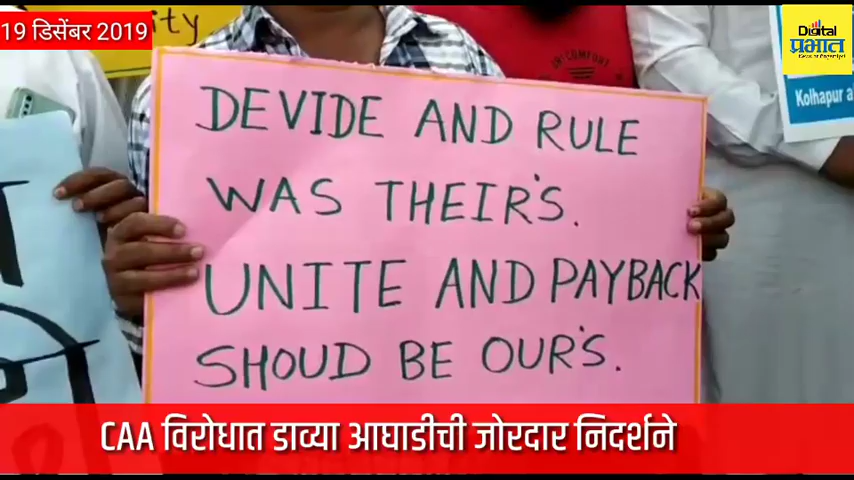 19 डिसेंबर 2019
ity
Digital
प्रभात
Kolhapur a
DEVIDE AND RULE
WAS THEIR'S.
UNITE AND PAYBACK
SHOUD BE OUR'S.
CAA विरोधात डाव्या आघाडीची जोरदार निदर्शने